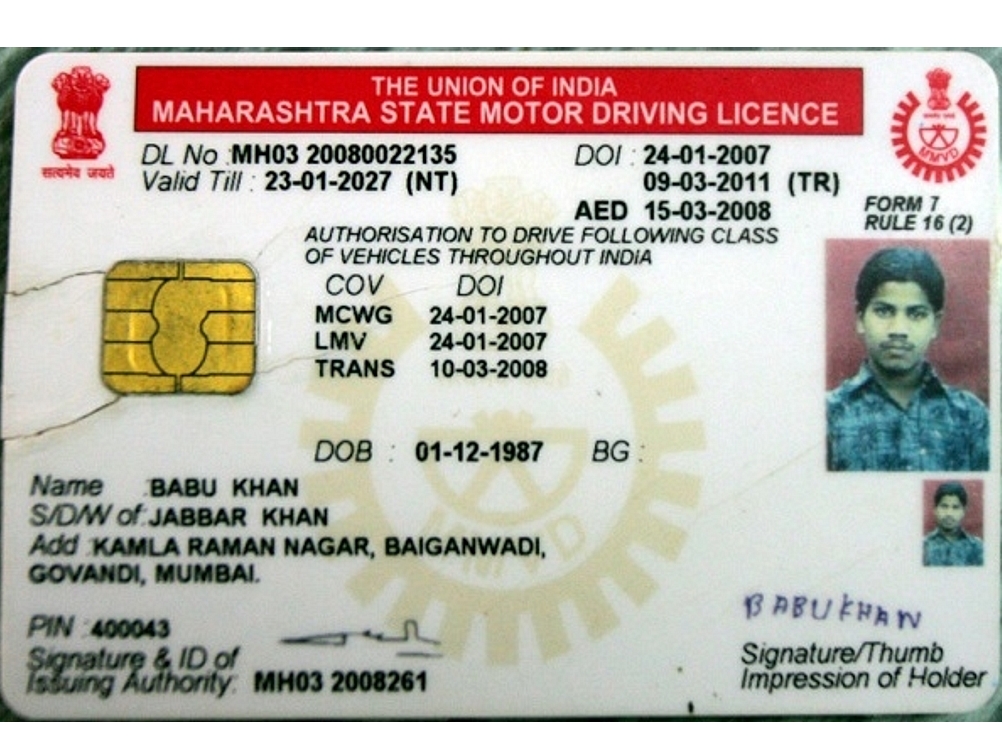 THE UNION OF INDIA
MAHARASHTRA STATE MOTOR DRIVING LICENCE
सत्यमेव जयते
DL No :MH03 20080022135 DOI : 24-01-2007
Valid Till : 23-01-2027 (NT) 09-03-2011 (TR)
AED 15-03-2008
FORM 7
RULE 16 (2)
AUTHORISATION TO DRIVE FOLLOWING CLASS
OF VEHICLES THROUGHOUT INDIA
COV DOI
MCWG 24-01-2007
LMV 24-01-2007
TRANS 10-03-2008
DOB : 01-12-1987 BG :
Name :BABU KHAN
S/D/W of:JABBAR KHAN
Add :KAMLA RAMAN NAGAR, BAIGANWADI,
GOVANDI, MUMBAI.
PIN :400043
Signature & ID of
Issuing Authority: MH03 2008261
BABUKHAN
Signature/Thumb
Impression of Holder
MMVD
MMVD